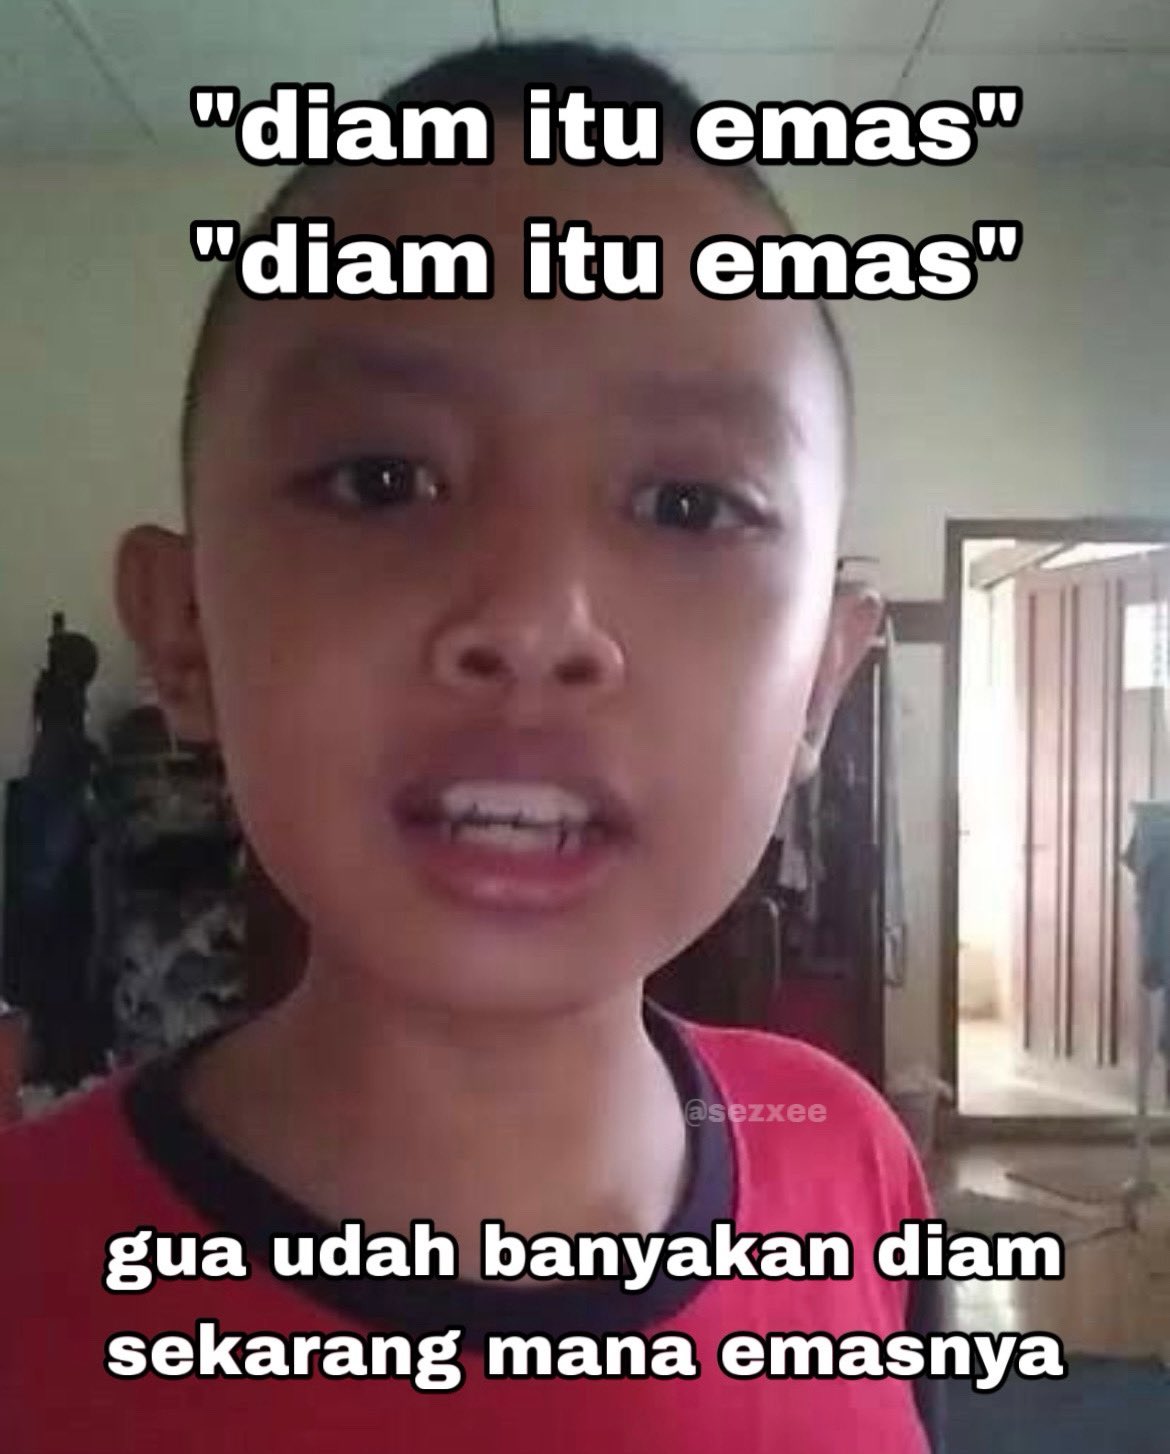 "diam itu emas"
"diam itu emas"
@sezxee
gua udah banyakan diam
sekarang mana emasnya